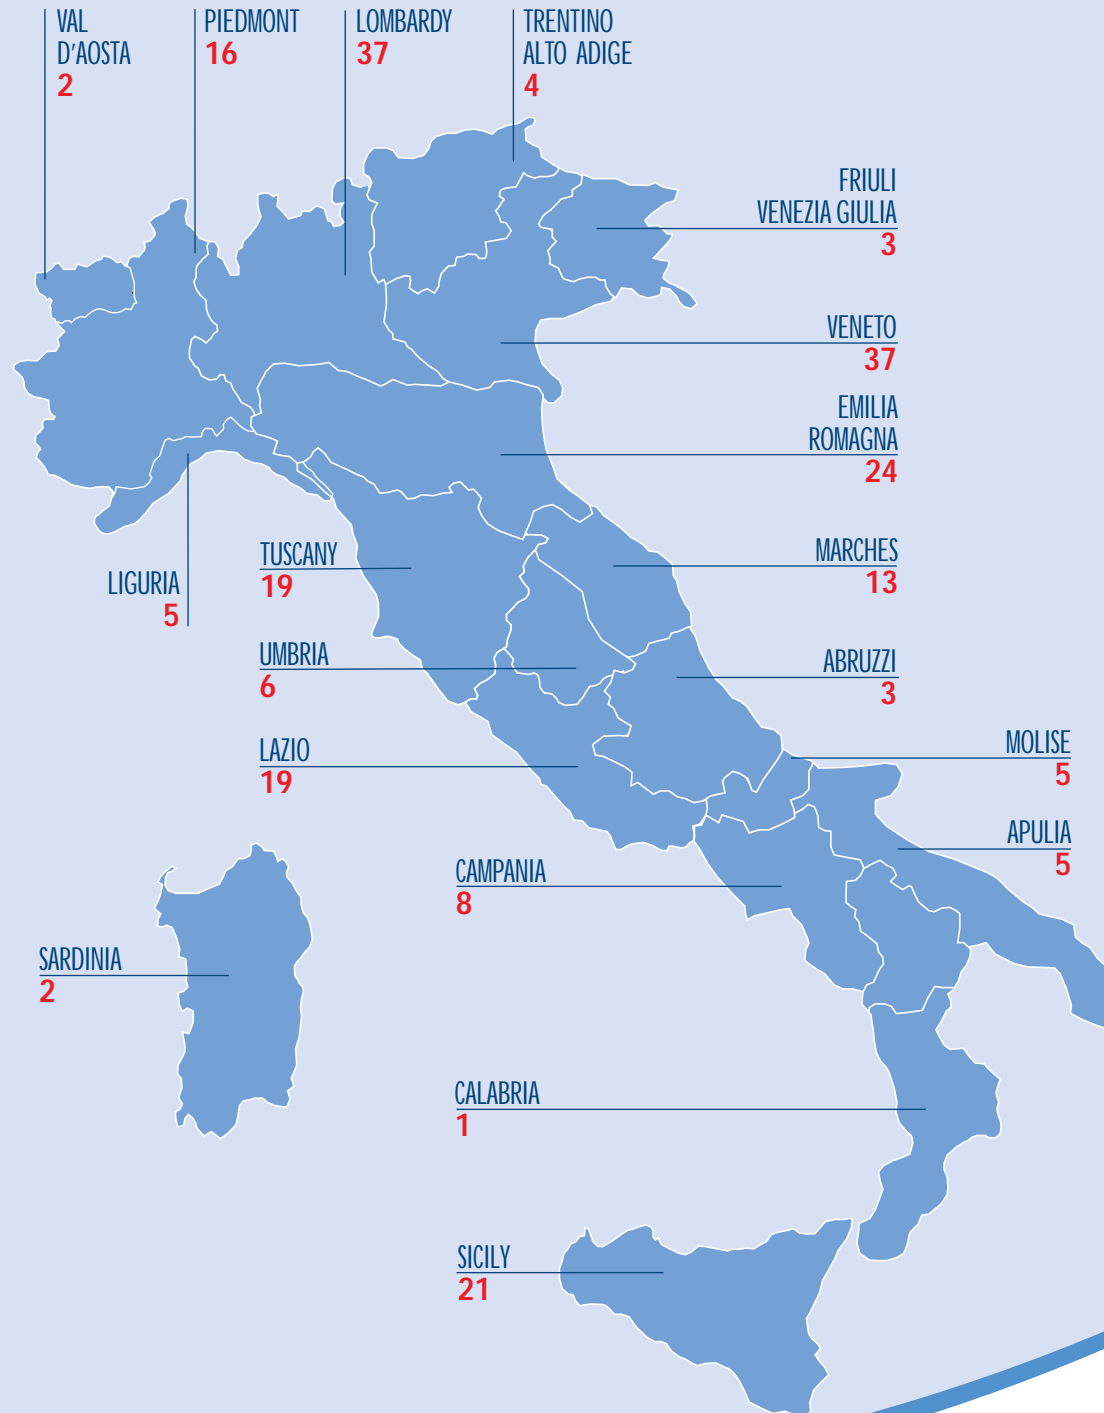 VAL
D'AOSTA
2
PIEDMONT
16
LOMBARDY
37
TRENTINO
ALTO ADIGE
4
FRIULI
VENEZIA GIULIA
3
VENETO
37
EMILIA
ROMAGNA
24
TUSCANY
19
MARCHES
13
LIGURIA
5
UMBRIA
6
ABRUZZI
3
LAZIO
19
MOLISE
5
APULIA
5
CAMPANIA
8
SARDINIA
2
CALABRIA
1
SICILY
21